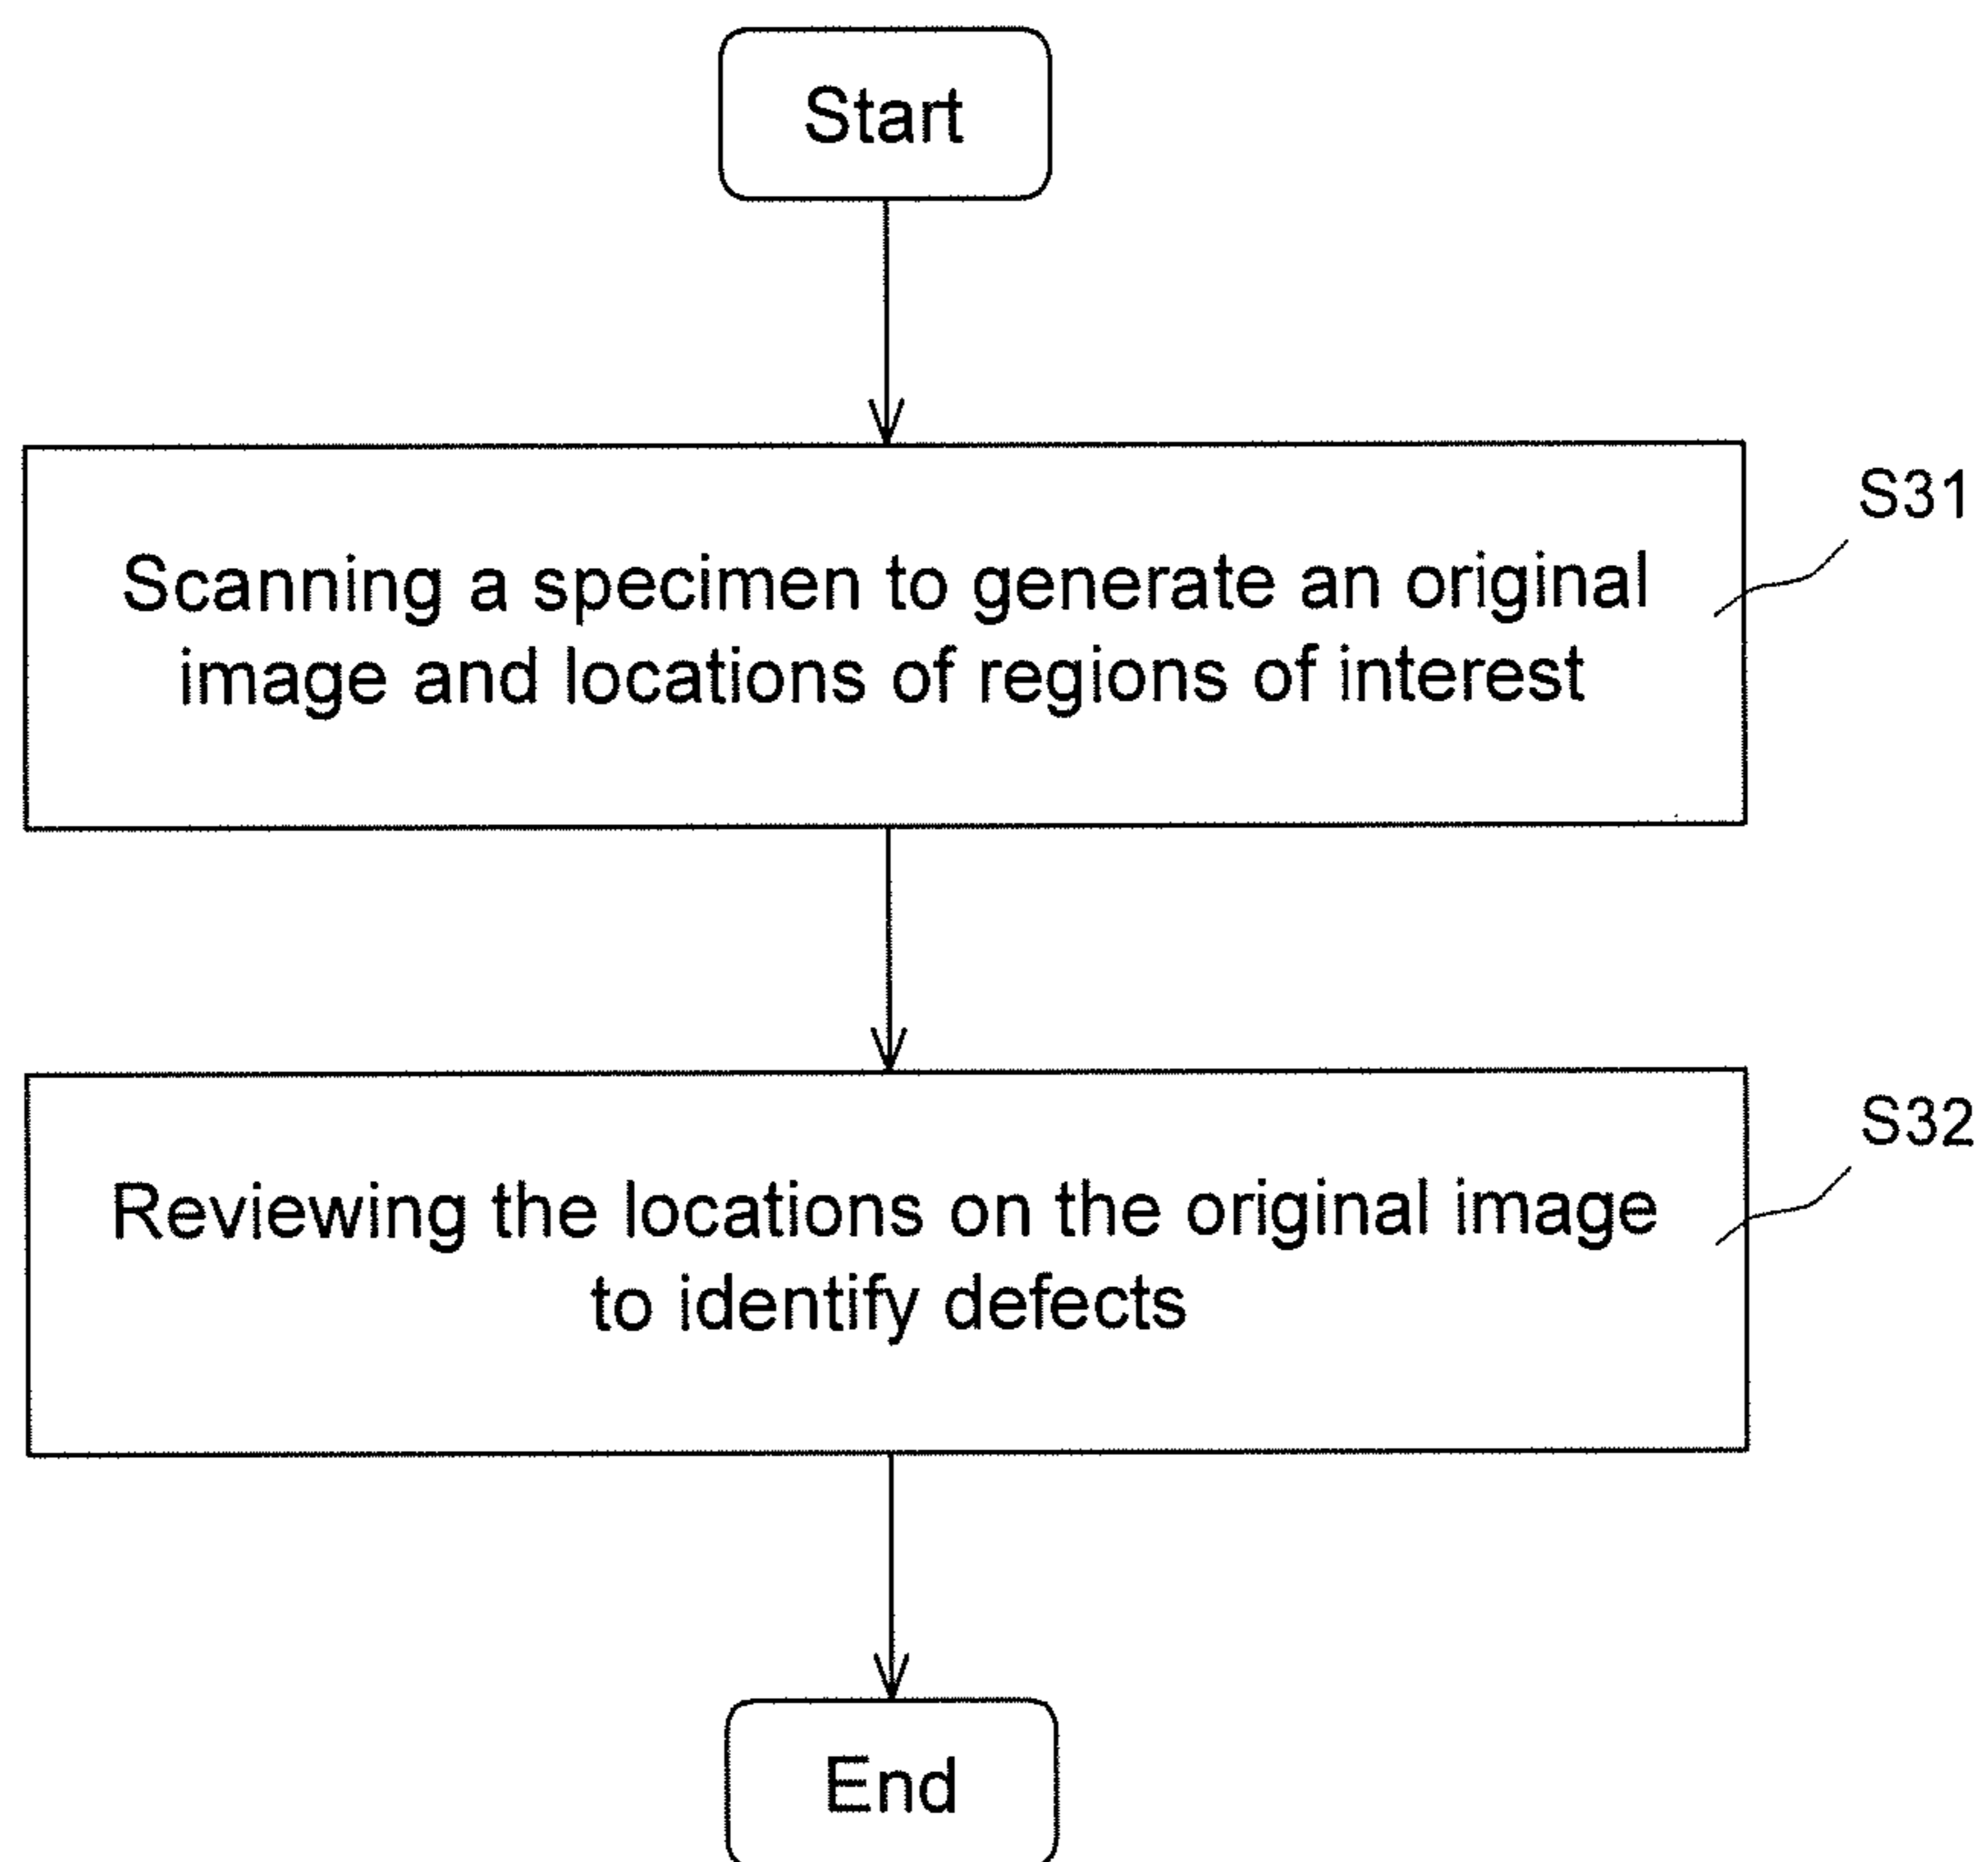 Start
S31
Scanning a specimen to generate an original
image and locations of regions of interest
S32
Reviewing the locations on the original image
to identify defects
End